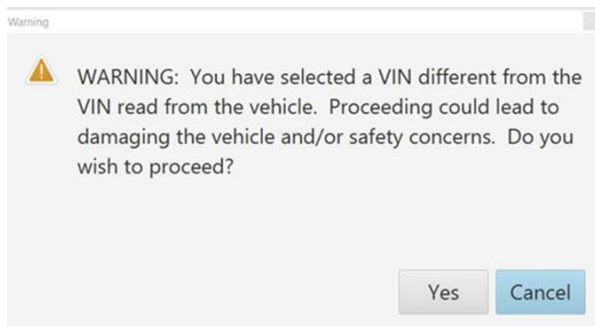 Warning
WARNING:  You have selected a VIN different from the
VIN read from the vehicle.  Proceeding could lead to
damaging the vehicle and/or safety concerns.  Do you
wish to proceed?
Yes Cancel